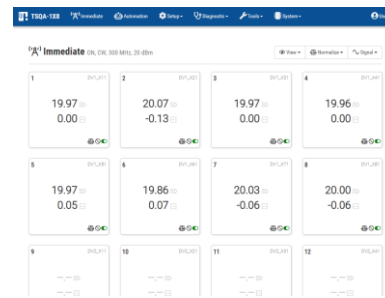 TSQA-1X8 Immediate Automation Setup Diagnostic Tools System
Immediate ON, CW, 300 MHz, 20 dBm View Normalize Signal
1 2 3 4
19.97 20.07 19.97 19.96
0.00 -0.13 0.00 0.00
5 6 7 8
19.97 19.86 20.03 20.00
0.05 0.07 -0.06 -0.06
9 10 11 12
--.-- --.-- --.-- --.--
--.-- --.-- --.-- --.--